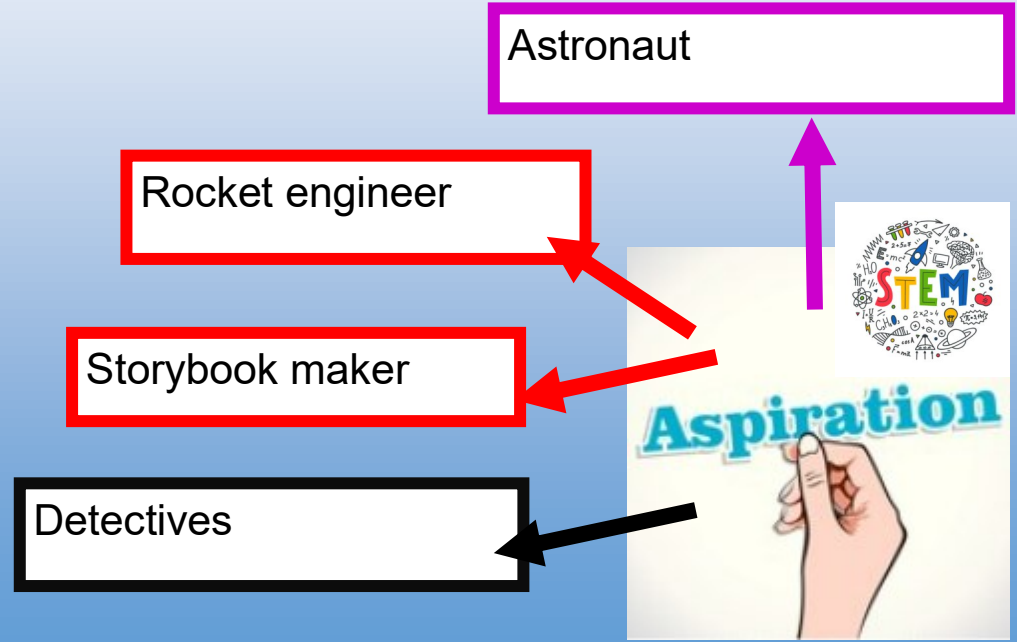 Astronaut
Rocket engineer
Storybook maker
Detectives
STEM
Aspiration